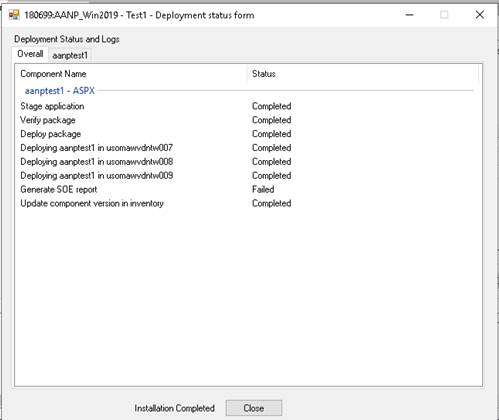 180699:AANP_Win2019 - Test1 - Deployment status form
Deployment Status and Logs
Overall aanptest1
Component Name Status
aanptest1 - ASPX
Stage application Completed
Verify package Completed
Deploy package Completed
Deploying aanptest1 in usomawvdntw007 Completed
Deploying aanptest1 in usomawvdntw008 Completed
Deploying aanptest1 in usomawvdntw009 Completed
Generate SOE report Failed
Update component version in inventory Completed
Installation Completed Close